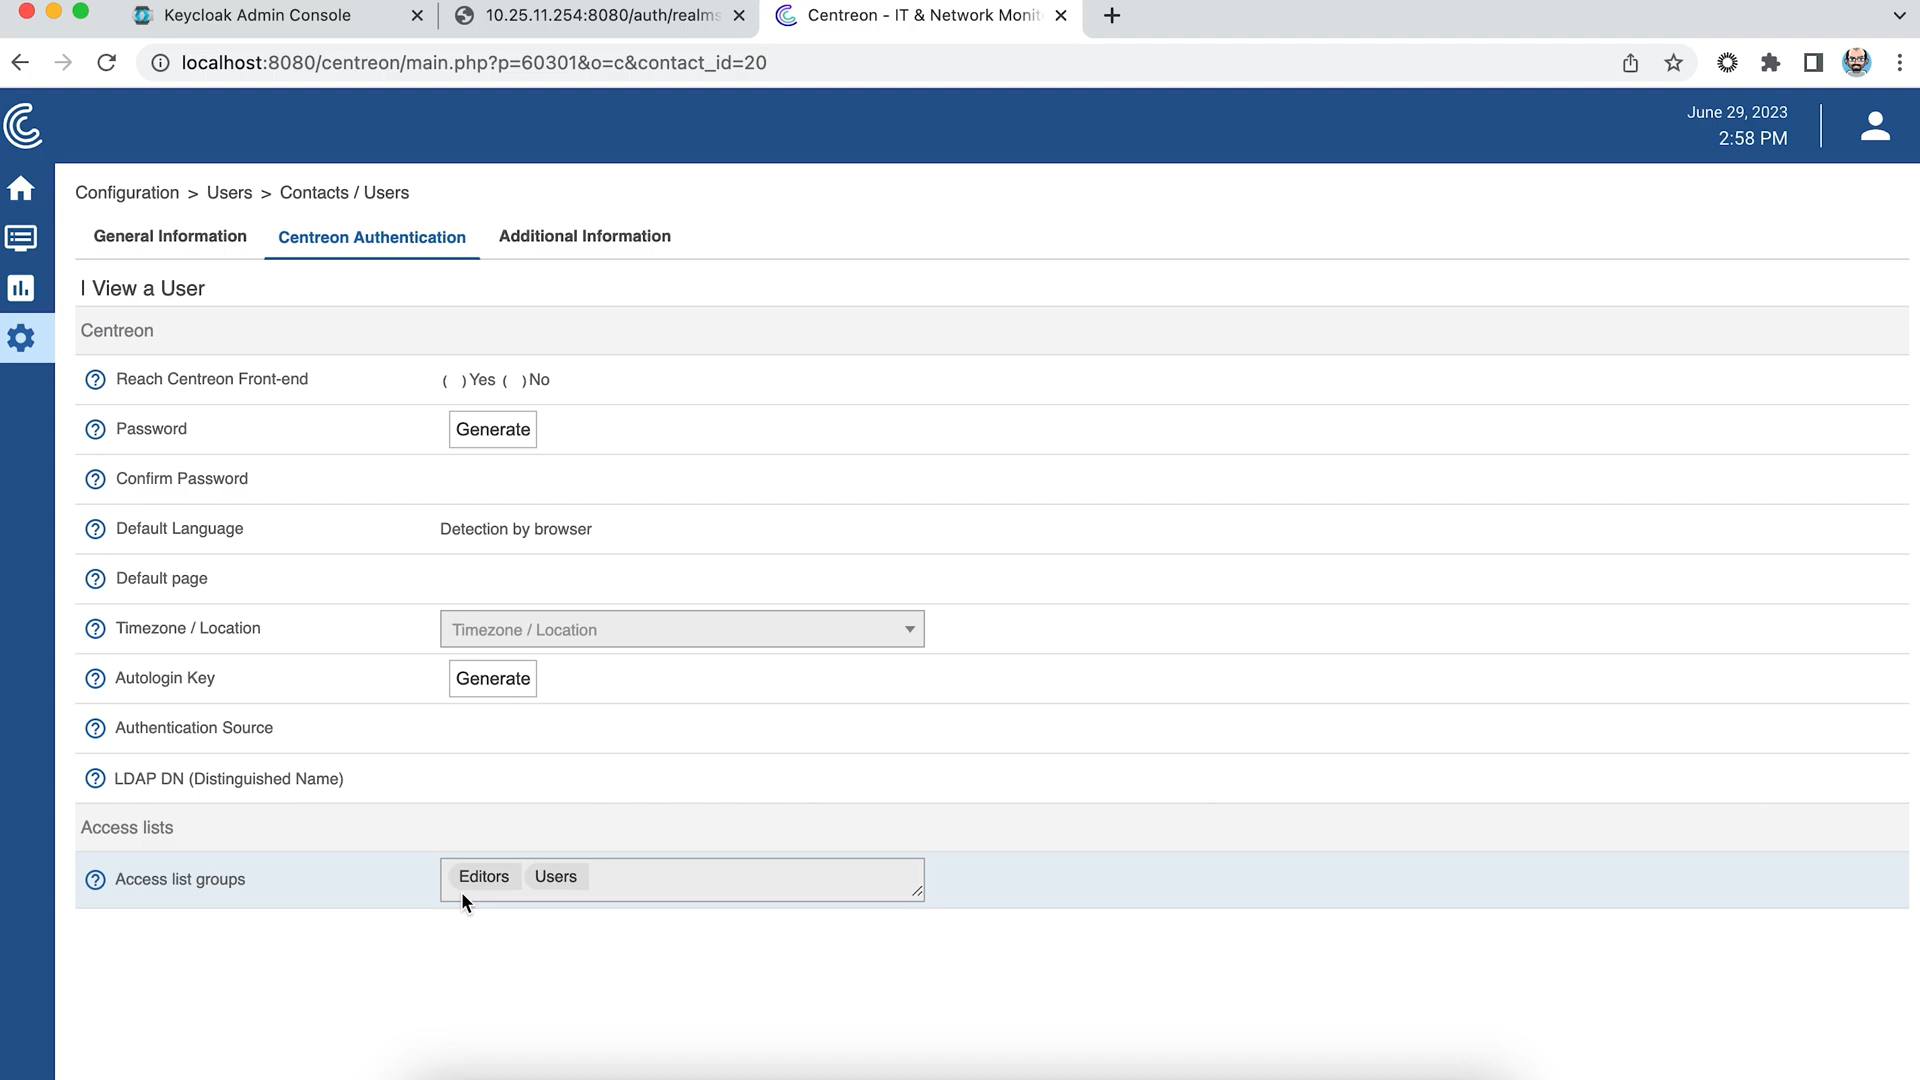 Keycloak Admin Console
10.25.11.254:8080/auth/realms
Centreon - IT & Network Monit
localhost:8080/centreon/main.php?p=60301&o=c&contact_id=20
June 29, 2023
2:58 PM
Configuration > Users > Contacts / Users
General Information Centreon Authentication Additional Information
| View a User
Centreon
Reach Centreon Front-end ( )Yes ( )No
Password Generate
Confirm Password
Default Language Detection by browser
Default page
Timezone / Location Timezone / Location
Autologin Key Generate
Authentication Source
LDAP DN (Distinguished Name)
Access lists
Access list groups Editors Users